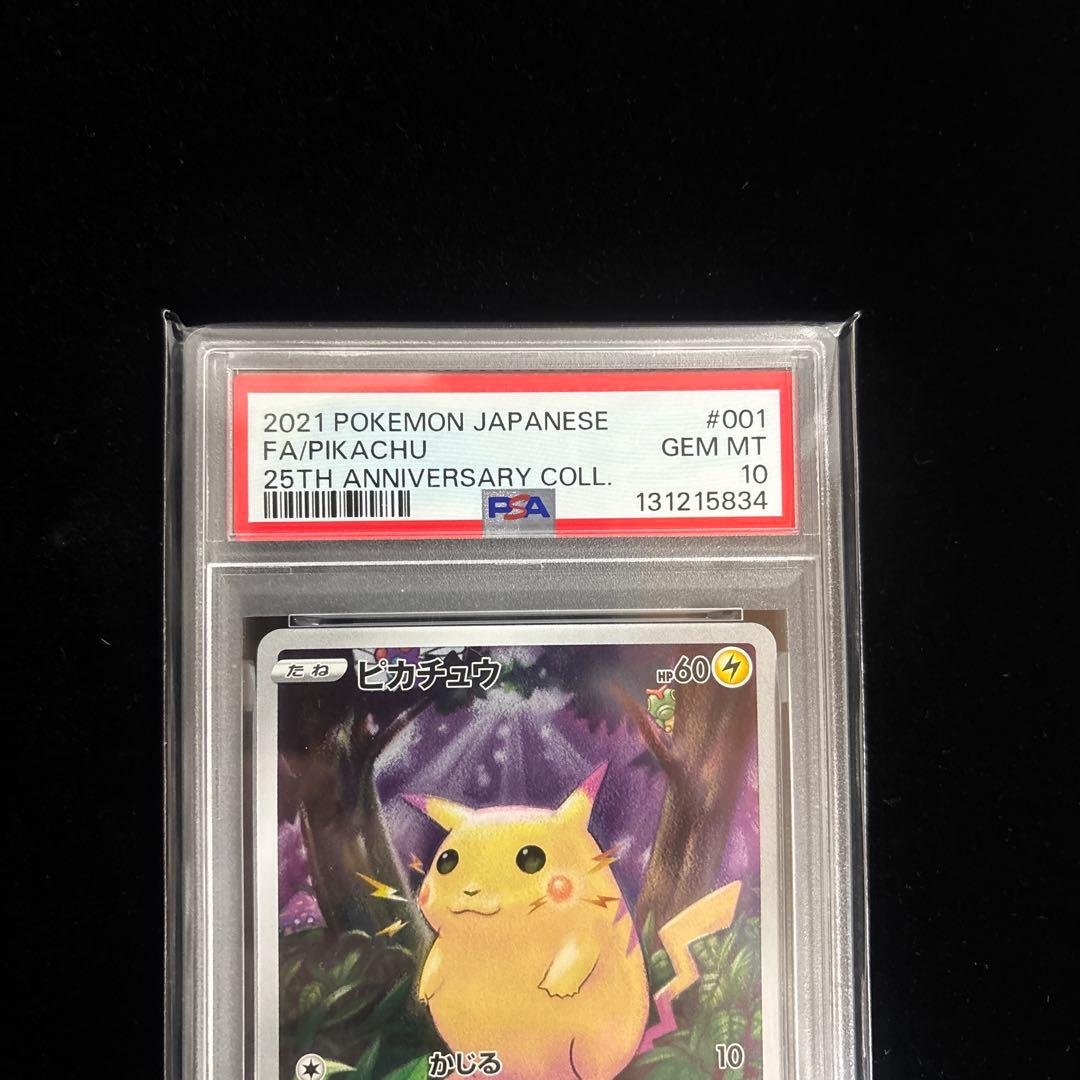 2021 POKEMON JAPANESE #001
FA/PIKACHU GEM MT
25TH ANNIVERSARY COLL. 10
PSA 131215834
たね ピカチュウ HP60
かじる 10